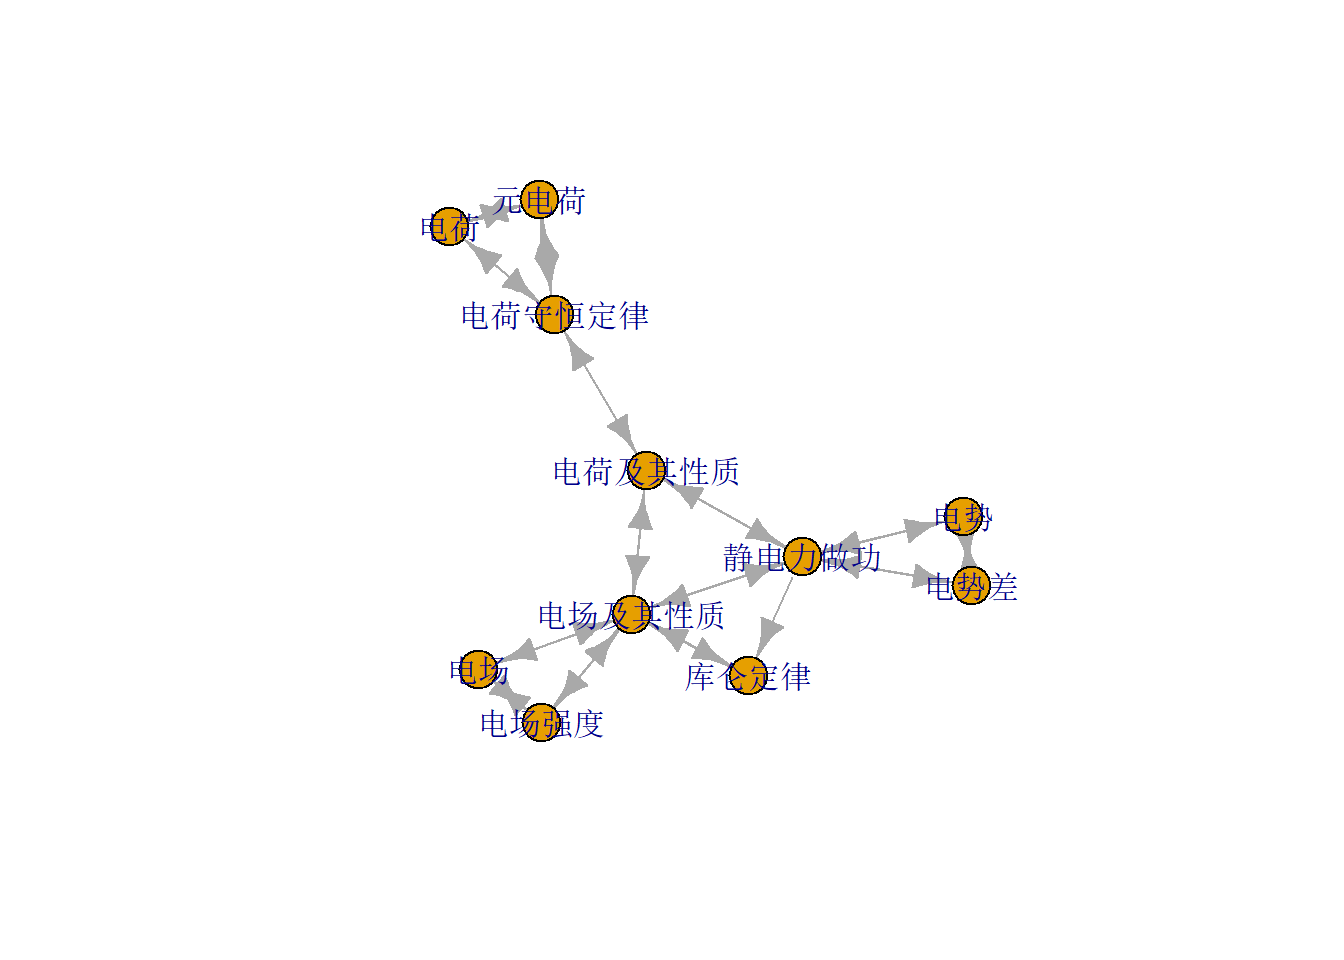 元电荷
电荷
电荷守恒定律
电荷及其性质
电势
静电力做功
电势差
电场及其性质
电场
库仑定律
电场强度